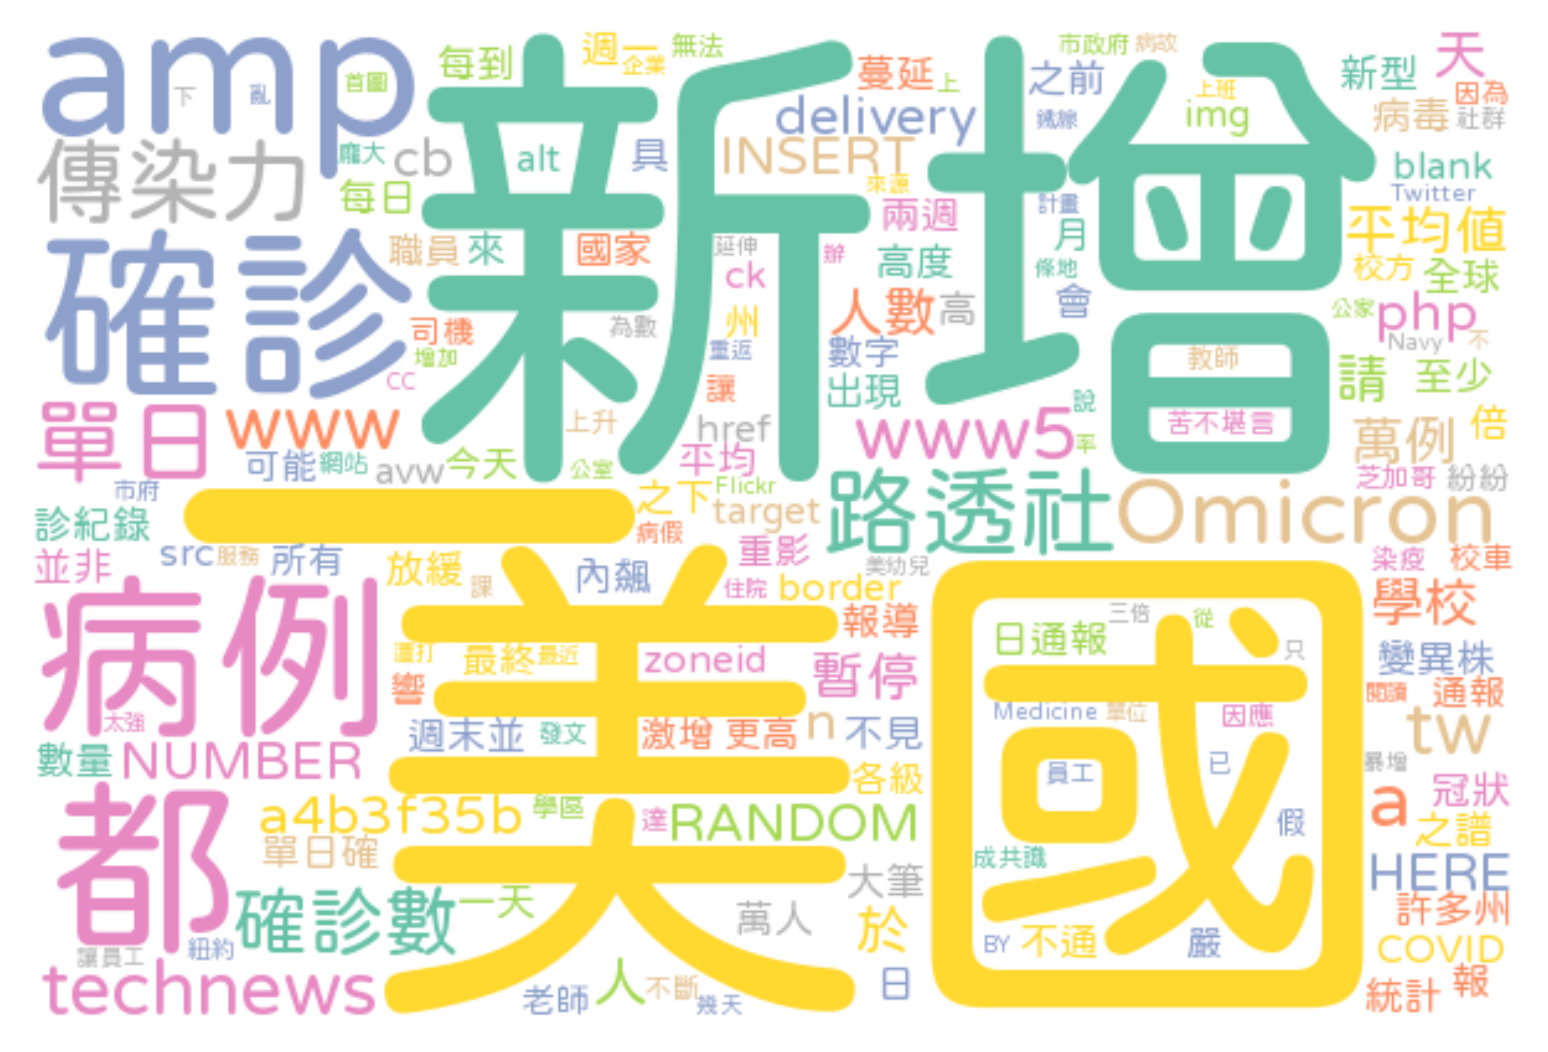 amp
新增
每到
週一
企業
無法
蔓延
上
之前
市政府
病故
上班
新型
天
因為
下
亂
首圖
delivery
鐵線
img
病毒
社群
傳染力
龐大
cb
alt
具
INSERT
來源
blank
Twitter
每日
兩週
計畫
平均值
確診
職員
來
國家
延伸
辦
高度
月
條地
校方
全球
ck
司機
增加
為數
州
人數
高
會
公家
php
重返
數字
教師
Navy
不
cc
讓
出現
請
至少
單日
www
上升
href
www5
說
苦不堪言
萬例
倍
可能
網站
avw
今天
公室
平均
率
芝加哥
紛紛
市府
一
之下
Flickr
路透社
Omicron
診紀錄
病假
target
並非
src
服務
所有
放緩
課
內飆
重影
美幼兒
住院
border
染疫
校車
病例
美國
報導
日通報
三倍
從
學校
遭打
最終
最近
zoneid
暫停
只
變異株
響
閱讀
通報
太強
Medicine
單位
因應
tw
週末並
發文
激增
更高
n
不見
數量
NUMBER
員工
已
暴增
各級
都
a4b3f35b
學區
達
RANDOM
假
a
冠狀
之譜
單日確
成共識
大筆
HERE
確診數
一天
萬人
於
許多州
讓員工
紐約
BY
不通
嚴
COVID
technews
老師
人
不斷
幾天
日
統計
報